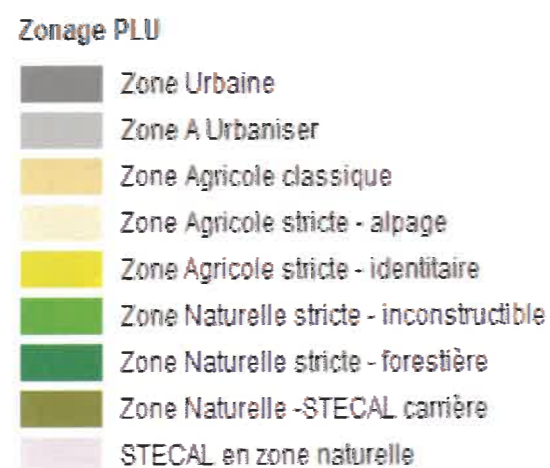 Zonage PLU
Zone Urbaine
Zone A Urbaniser
Zone Agricole classique
Zone Agricole stricte - alpage
Zone Agricole stricte - identitaire
Zone Naturelle stricte - inconstructible
Zone Naturelle stricte - forestière
Zone Naturelle -STECAL carrière
STECAL en zone naturelle